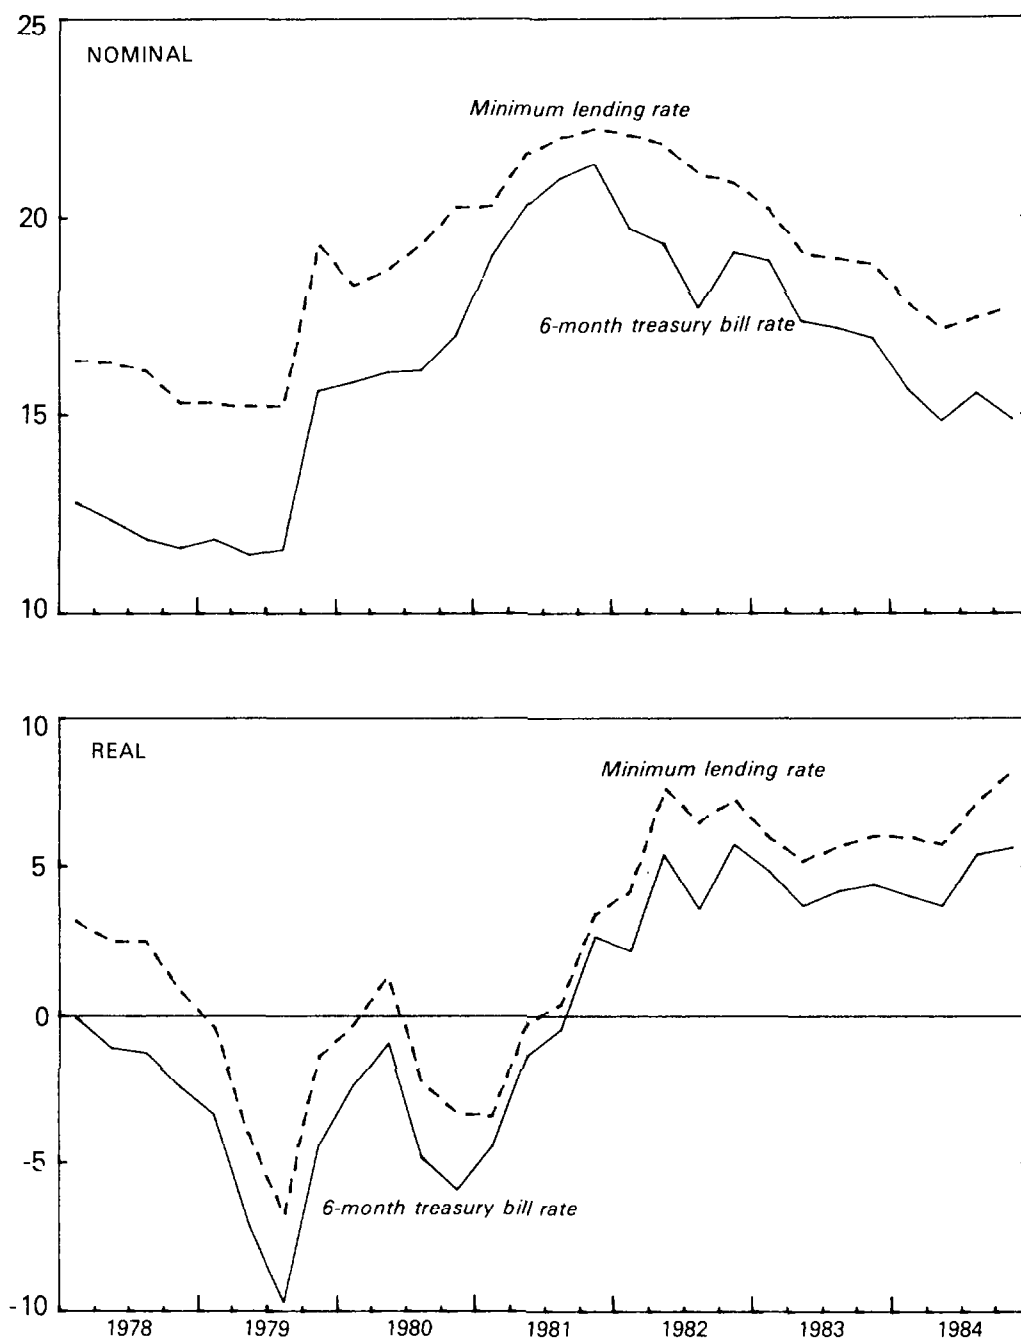 25
NOMINAL
Minimum lending rate
20
6-month treasury bill rate
15
10
10
REAL
Minimum lending rate
5
0
-5
6-month treasury bill rate
-10
1978 1979 1980 1981 1982 1983 1984